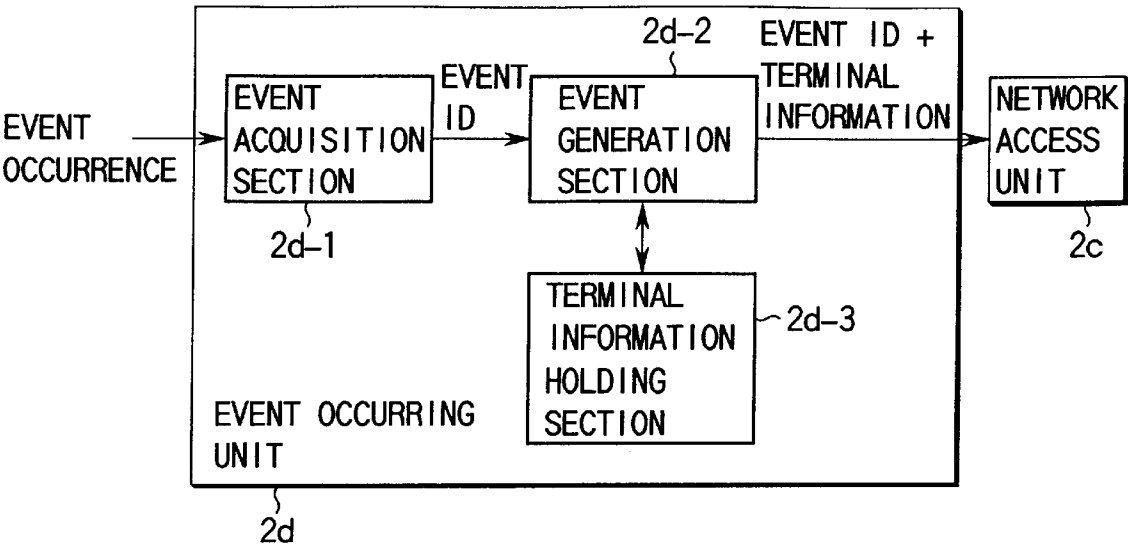 EVENT
OCCURRENCE
EVENT
ACQUISITION
SECTION
2d-1
EVENT
ID
2d-2
EVENT
GENERATION
SECTION
EVENT ID +
TERMINAL
INFORMATION
NETWORK
ACCESS
UNIT
2c
TERMINAL
INFORMATION
HOLDING
SECTION
2d-3
EVENT OCCURRING
UNIT
2d